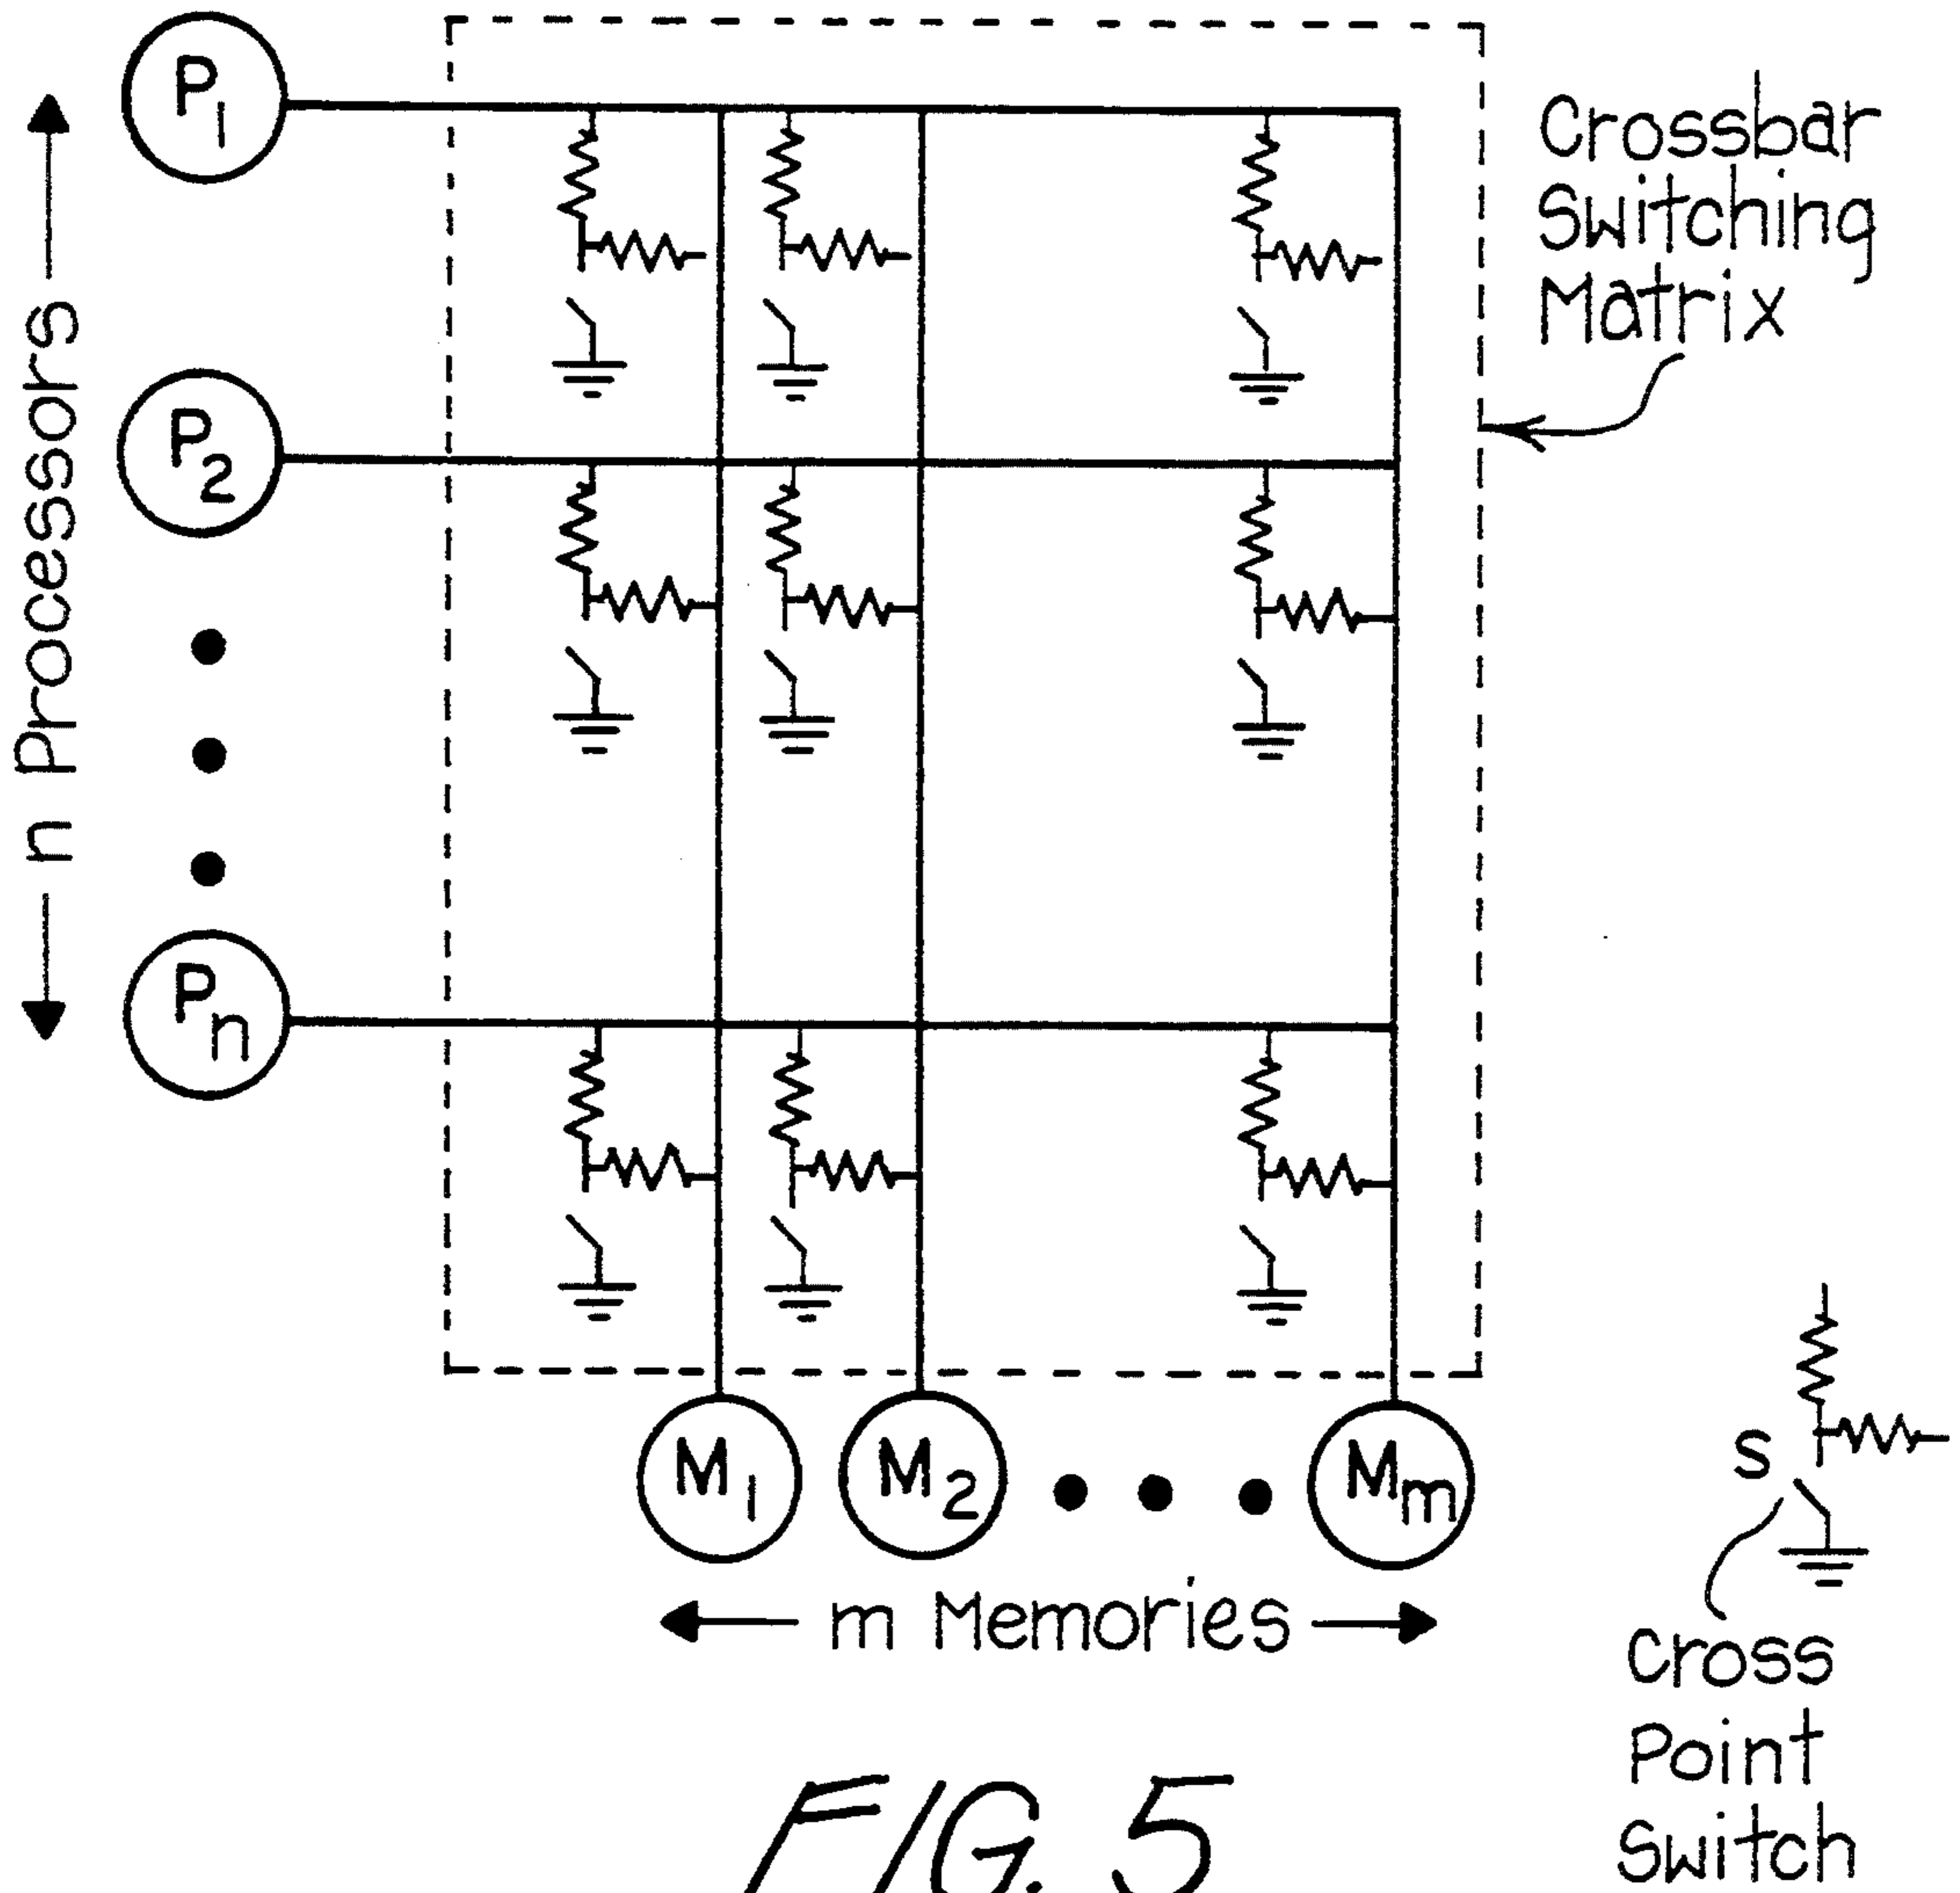 P1
P2
Pn
n Processors
Crossbar
Switching
Matrix
M1
M2
Mm
m Memories
S
Cross
Point
Switch
FIG. 5